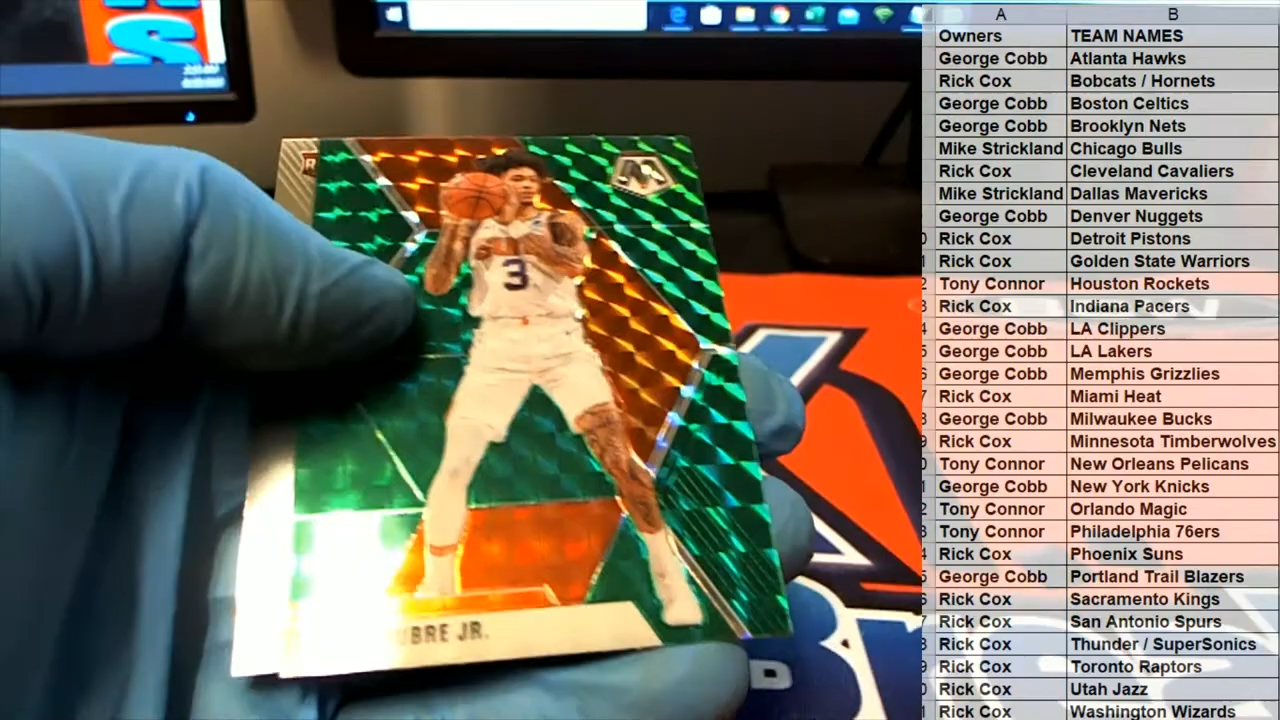 A B
Owners TEAM NAMES
George Cobb Atlanta Hawks
Rick Cox Bobcats / Hornets
George Cobb Boston Celtics
George Cobb Brooklyn Nets
Mike Strickland Chicago Bulls
Rick Cox Cleveland Cavaliers
Mike Strickland Dallas Mavericks
George Cobb Denver Nuggets
Rick Cox Detroit Pistons
Rick Cox Golden State Warriors
Tony Connor Houston Rockets
Rick Cox Indiana Pacers
George Cobb LA Clippers
George Cobb LA Lakers
George Cobb Memphis Grizzlies
Rick Cox Miami Heat
George Cobb Milwaukee Bucks
Rick Cox Minnesota Timberwolves
Tony Connor New Orleans Pelicans
George Cobb New York Knicks
Tony Connor Orlando Magic
Tony Connor Philadelphia 76ers
Rick Cox Phoenix Suns
George Cobb Portland Trail Blazers
Rick Cox Sacramento Kings
Rick Cox San Antonio Spurs
Rick Cox Thunder / SuperSonics
Rick Cox Toronto Raptors
Rick Cox Utah Jazz
Rick Cox Washington Wizards
3
UBRE JR.